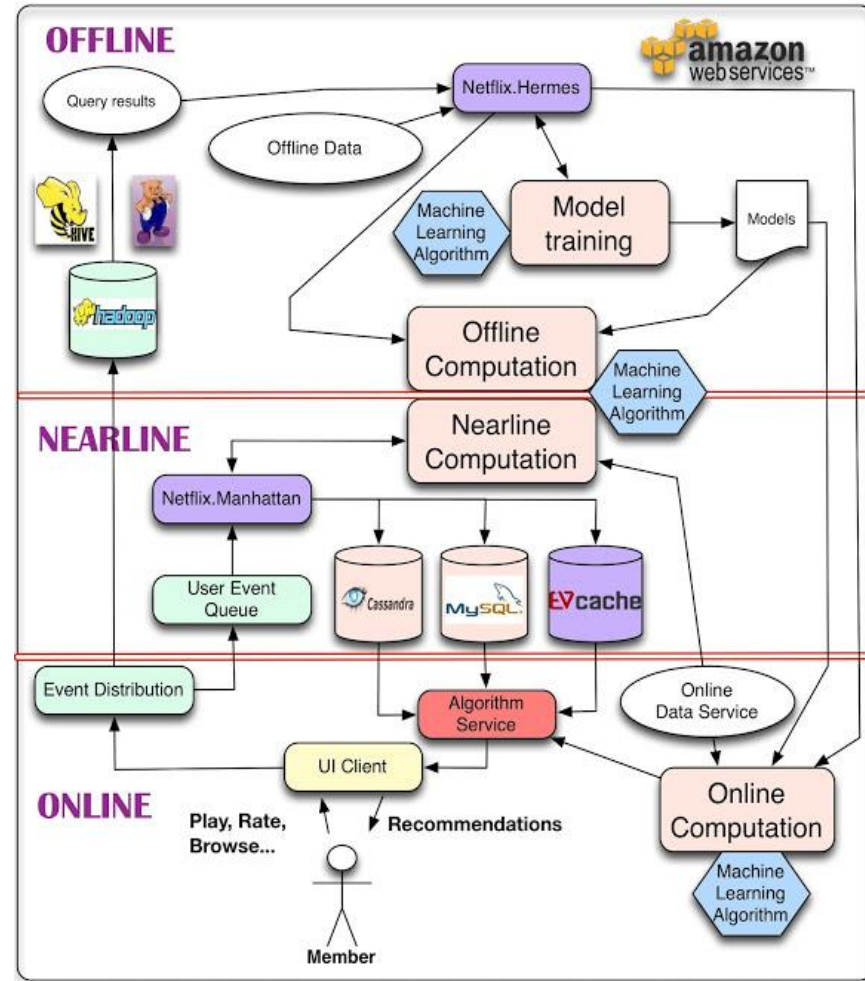 OFFLINE
amazon
webservices™
Query results
Netflix.Hermes
Offline Data
HIVE
Machine
Learning
Algorithm
Model
training
Models
hadoop
Offline
Computation
Machine
Learning
Algorithm
NEARLINE
Nearline
Computation
Netflix.Manhattan
User Event
Queue
Cassandra
MySQL
EVcache
Event Distribution
Algorithm
Service
Online
Data Service
UI Client
ONLINE
Play, Rate,
Browse...
Recommendations
Online
Computation
Machine
Learning
Algorithm
Member